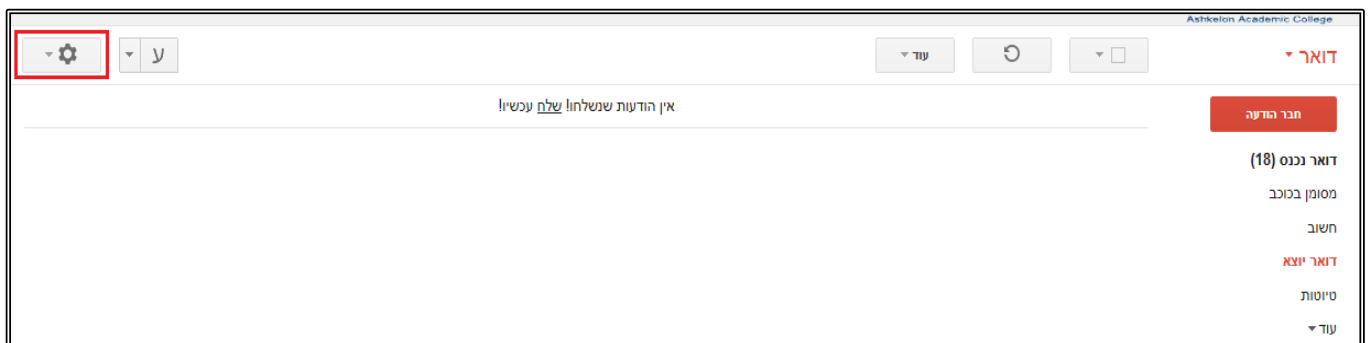 Ashkelon Academic College
דואר
עוד
ע
אין הודעות שנשלחו! שלח עכשיו!
חבר הודעה
דואר נכנס (18)
מסומן בכוכב
חשוב
דואר יוצא
טיוטות
עוד